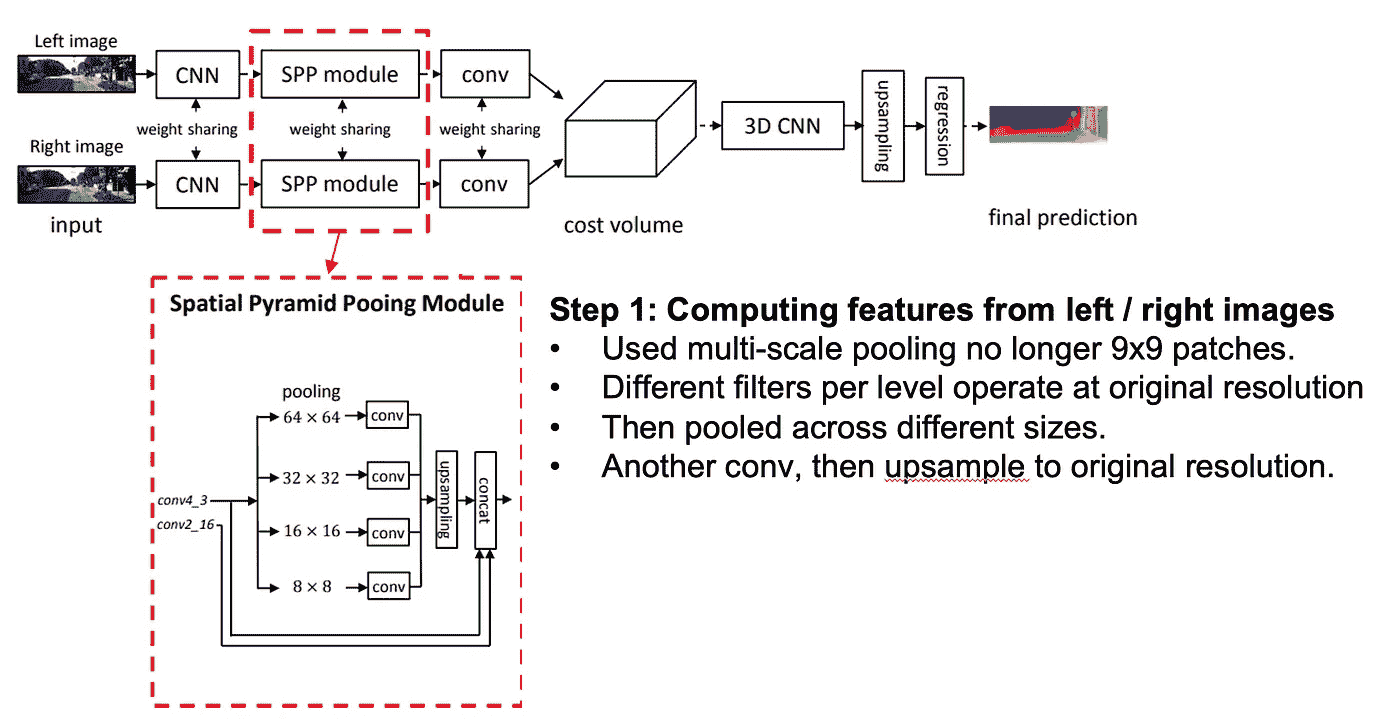 Left image
CNN
SPP module
conv
weight sharing
weight sharing
weight sharing
Right image
CNN
SPP module
conv
input
cost volume
3D CNN
upsampling
regression
final prediction
Spatial Pyramid Pooing Module
pooling
64 × 64
conv
32 × 32
conv
16 × 16
conv
8 × 8
conv
conv4_3
conv2_16
upsampling
concat
Step 1: Computing features from left / right images
• Used multi-scale pooling no longer 9x9 patches.
• Different filters per level operate at original resolution
• Then pooled across different sizes.
• Another conv, then upsample to original resolution.